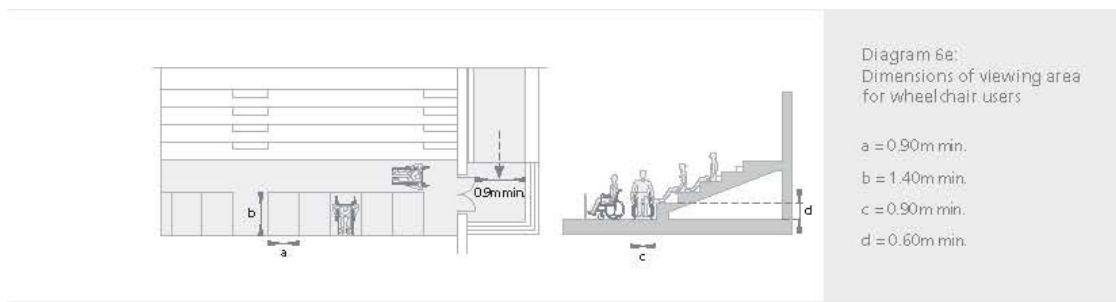 b
a
0.9m min.
c
d
Diagram 6e:
Dimensions of viewing area
for wheelchair users
a = 0.90m min.
b = 1.40m min.
c = 0.90m min.
d = 0.60m min.